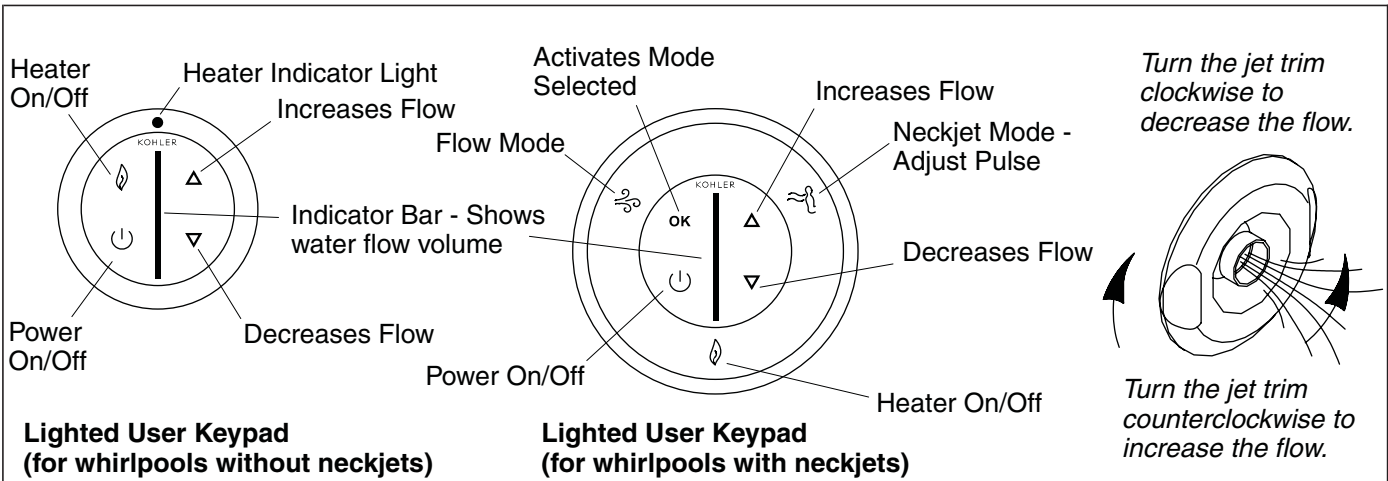 Heater
On/Off
Heater Indicator Light
Increases Flow
KOHLER
Indicator Bar - Shows
water flow volume
Power
On/Off
Decreases Flow
Lighted User Keypad
(for whirlpools without neckjets)
Activates Mode
Selected
Increases Flow
Flow Mode
Neckjet Mode -
Adjust Pulse
KOHLER
OK
Decreases Flow
Power On/Off
Heater On/Off
Lighted User Keypad
(for whirlpools with neckjets)
Turn the jet trim
clockwise to
decrease the flow.
Turn the jet trim
counterclockwise to
increase the flow.